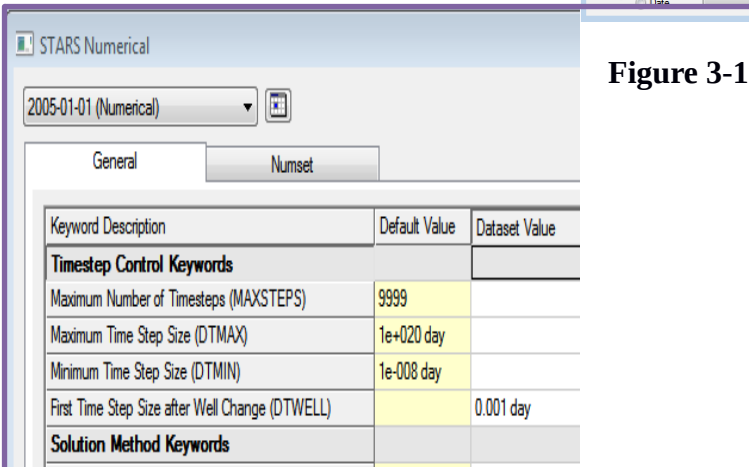 Date
STARS Numerical
Figure 3-1
2005-01-01 (Numerical)
General Numset
Keyword Description Default Value Dataset Value
Timestep Control Keywords
Maximum Number of Timesteps (MAXSTEPS) 9999
Maximum Time Step Size (DTMAX) 1e+020 day
Minimum Time Step Size (DTMIN) 1e-008 day
First Time Step Size after Well Change (DTWELL) 0.001 day
Solution Method Keywords